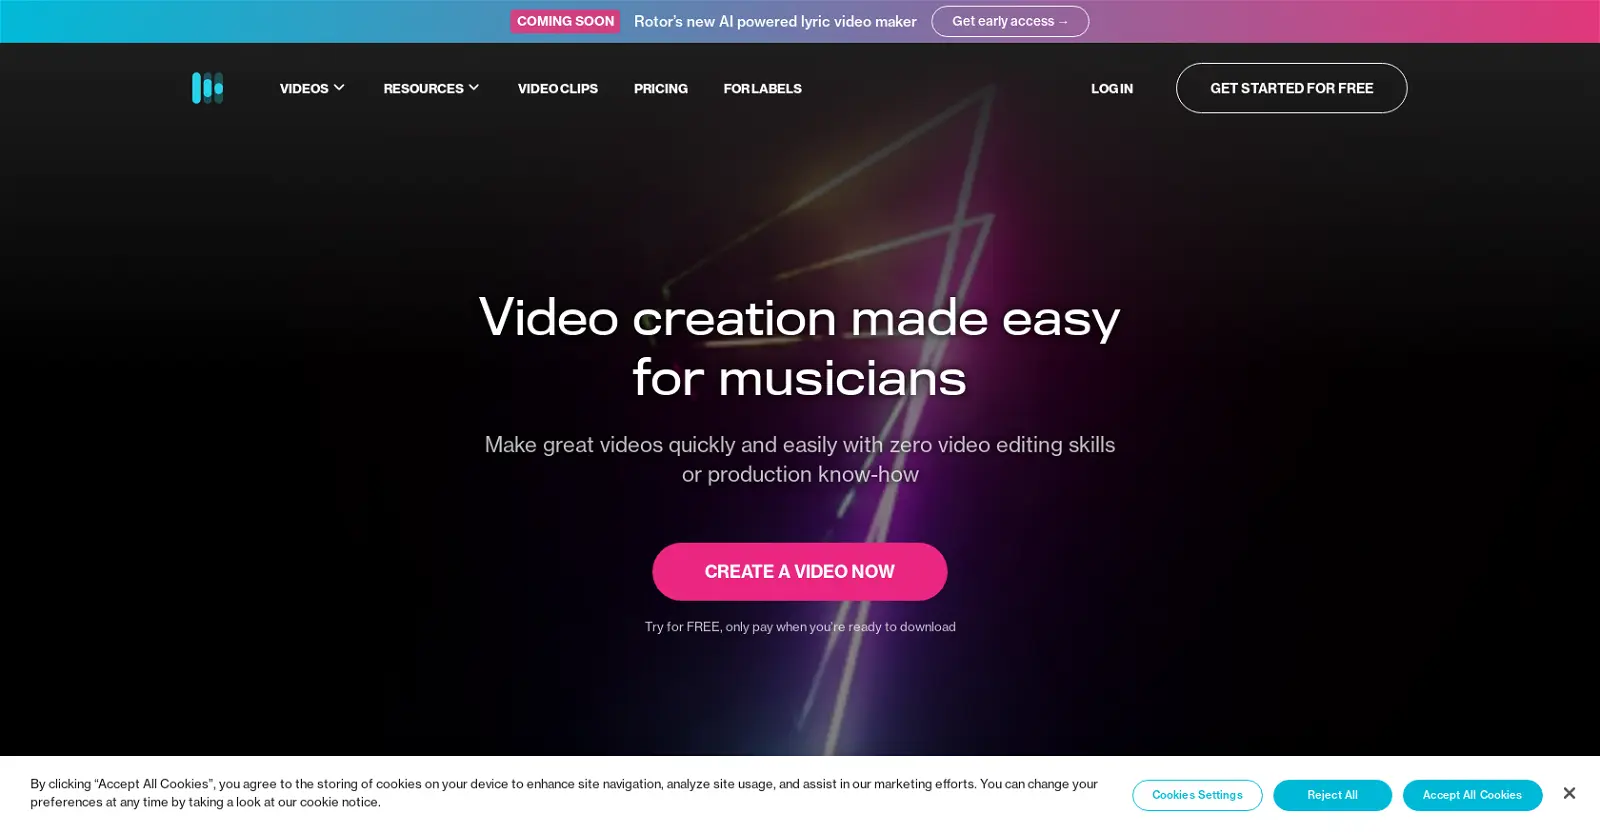 COMING SOON Rotor’s new AI powered lyric video maker Get early access →
VIDEOS RESOURCES VIDEO CLIPS PRICING FOR LABELS LOG IN GET STARTED FOR FREE
Video creation made easy
for musicians
Make great videos quickly and easily with zero video editing skills
or production know-how
CREATE A VIDEO NOW
Try for FREE, only pay when you're ready to download
By clicking “Accept All Cookies”, you agree to the storing of cookies on your device to enhance site navigation, analyze site usage, and assist in our marketing efforts. You can change your
preferences at any time by taking a look at our cookie notice.
Cookies Settings Reject All Accept All Cookies